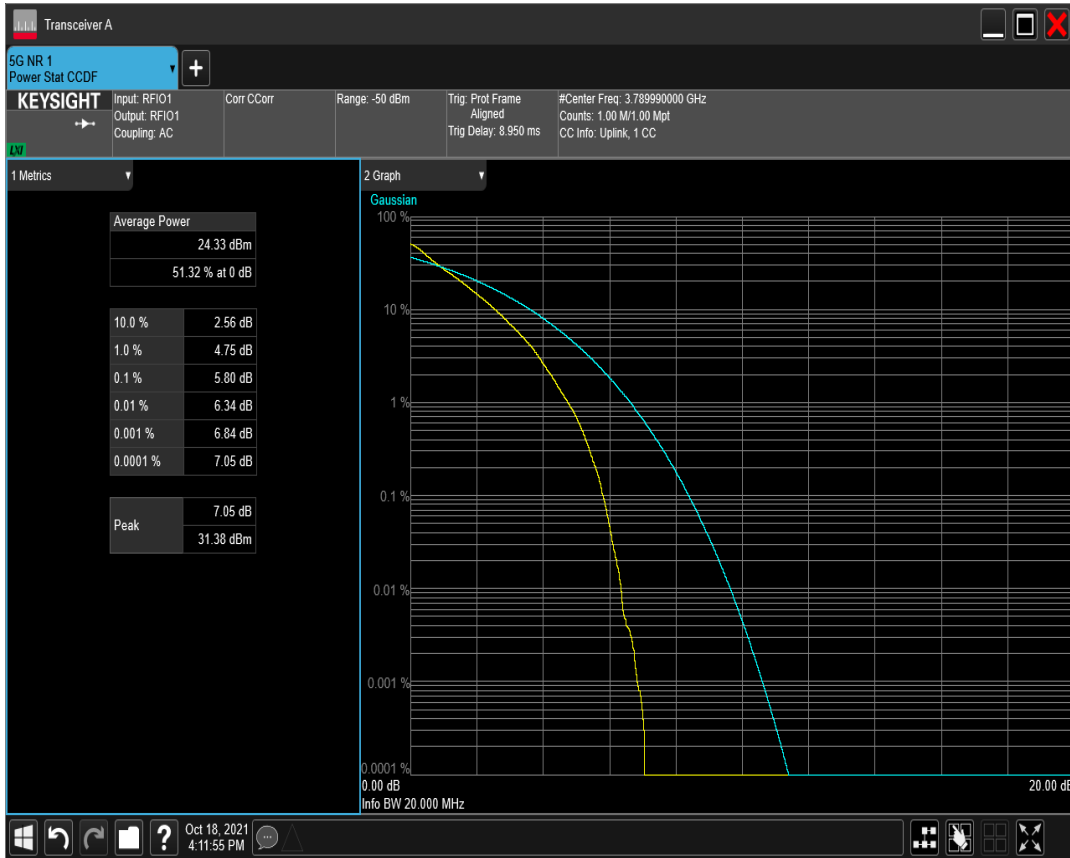 Transceiver A
5G NR 1
Power Stat CCDF
KEYSIGHT
LXI
Input: RFIO1
Output: RFIO1
Coupling: AC
Corr CCorr
Range: -50 dBm
Trig: Prot Frame
Aligned
Trig Delay: 8.950 ms
#Center Freq: 3.789990000 GHz
Counts: 1.00 M/1.00 Mpt
CC Info: Uplink, 1 CC
1 Metrics
Average Power
24.33 dBm
51.32 % at 0 dB
10.0 % 2.56 dB
1.0 % 4.75 dB
0.1 % 5.80 dB
0.01 % 6.34 dB
0.001 % 6.84 dB
0.0001 % 7.05 dB
Peak
7.05 dB
31.38 dBm
2 Graph
Gaussian
100 %
10 %
1 %
0.1 %
0.01 %
0.001 %
0.0001 %
0.00 dB 20.00 dB
Info BW 20.000 MHz
?
Oct 18, 2021
4:11:55 PM